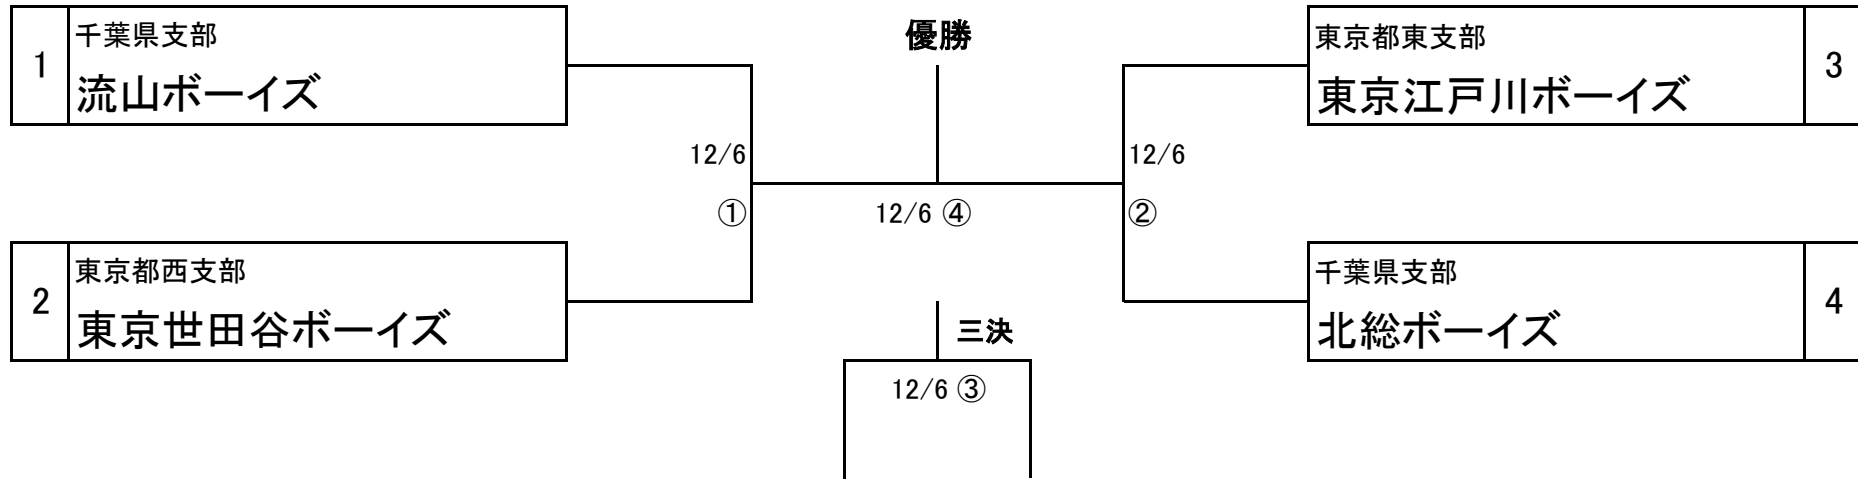 1
千葉県支部
流山ボーイズ
優勝
東京都東支部
東京江戸川ボーイズ
3
12/6
①
12/6 ④
12/6
②
2
東京都西支部
東京世田谷ボーイズ
千葉県支部
北総ボーイズ
4
三決
12/6 ③